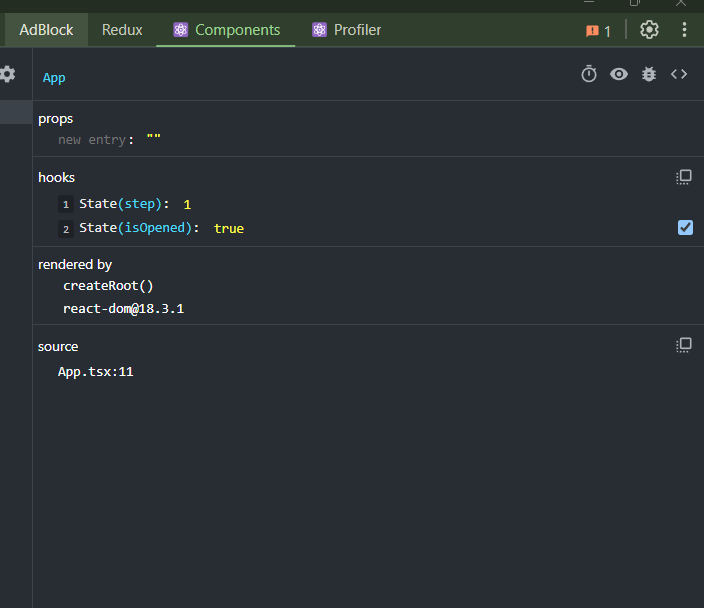 AdBlock Redux Components Profiler 1
App
props
new entry: ""
hooks
1 State(step): 1
2 State(isOpened): true
rendered by
createRoot()
react-dom@18.3.1
source
App.tsx:11